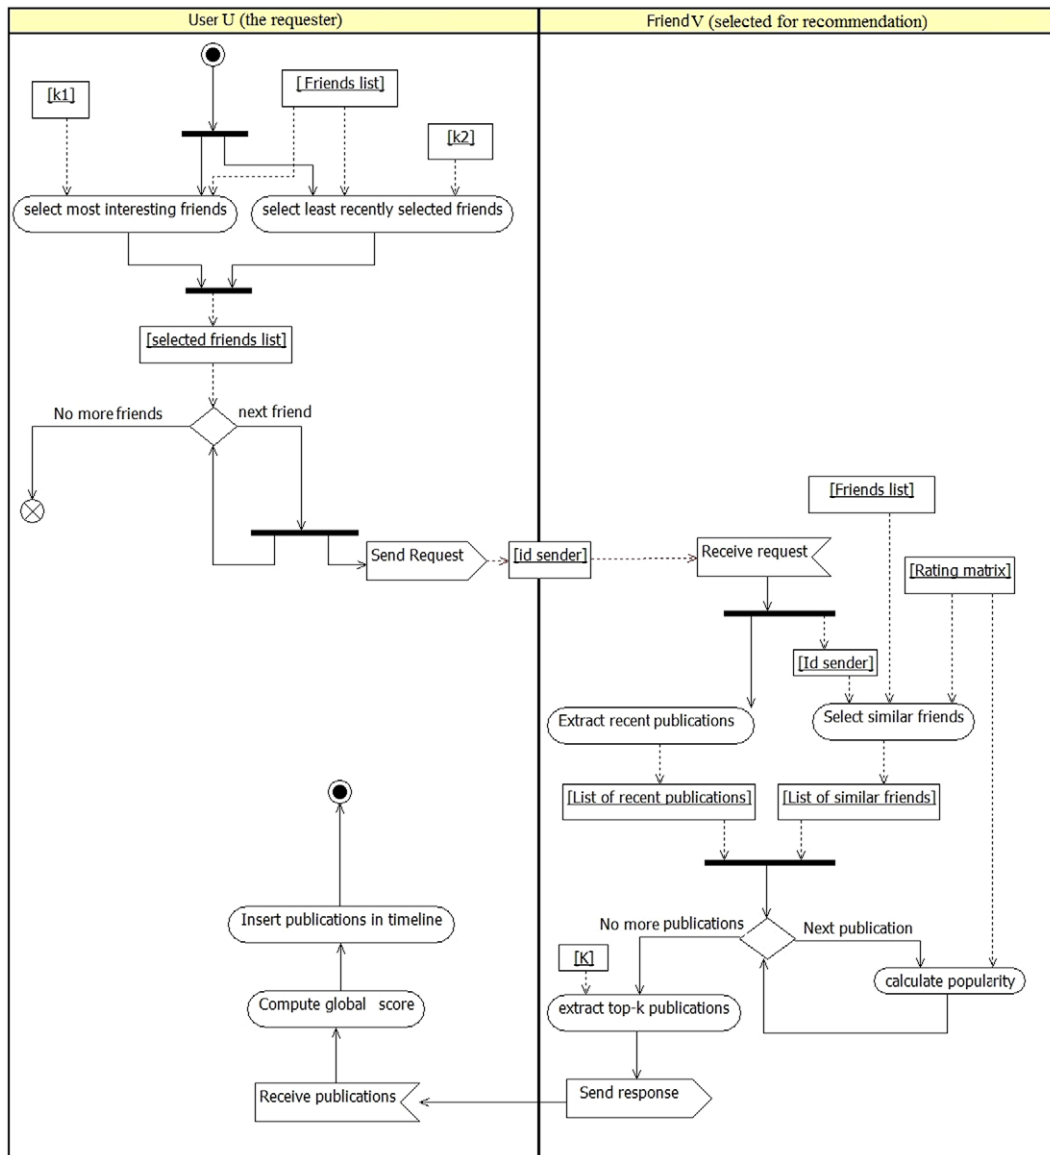 User U (the requester)
Friend V (selected for recommendation)
[k1]
[ Friends list]
[k2]
select most interesting friends
select least recently selected friends
[selected friends list]
No more friends
next friend
[Friends list]
Send Request
[id sender]
Receive request
[Rating matrix]
[Id sender]
Extract recent publications
Select similar friends
[List of recent publications]
[List of similar friends]
Insert publications in timeline
No more publications
Next publication
[K]
calculate popularity
Compute global score
extract top-k publications
Receive publications
Send response